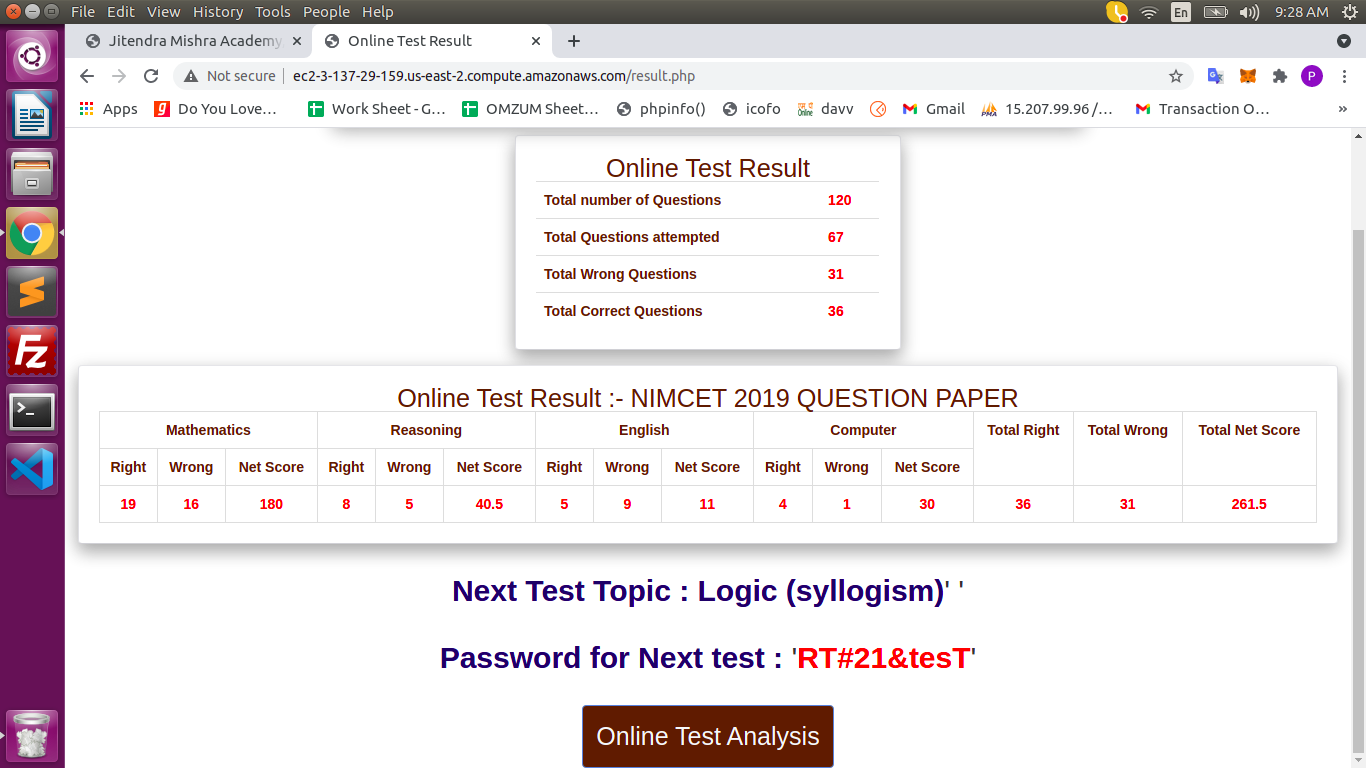 File Edit View History Tools People Help En 9:28 AM
Jitendra Mishra Academy Online Test Result
Not secure ec2-3-137-29-159.us-east-2.compute.amazonaws.com/result.php P
Apps Do You Love… Work Sheet - G… OMZUM Sheet… phpinfo() icofo davv Gmail 15.207.99.96 /… Transaction O… »
Online Test Result
Total number of Questions 120
Total Questions attempted 67
Total Wrong Questions 31
Total Correct Questions 36
Online Test Result :- NIMCET 2019 QUESTION PAPER
Mathematics Reasoning English Computer Total Right Total Wrong Total Net Score
Right Wrong Net Score Right Wrong Net Score Right Wrong Net Score Right Wrong Net Score
19 16 180 8 5 40.5 5 9 11 4 1 30 36 31 261.5
Next Test Topic : Logic (syllogism)' '
Password for Next test : 'RT#21&tesT'
Online Test Analysis